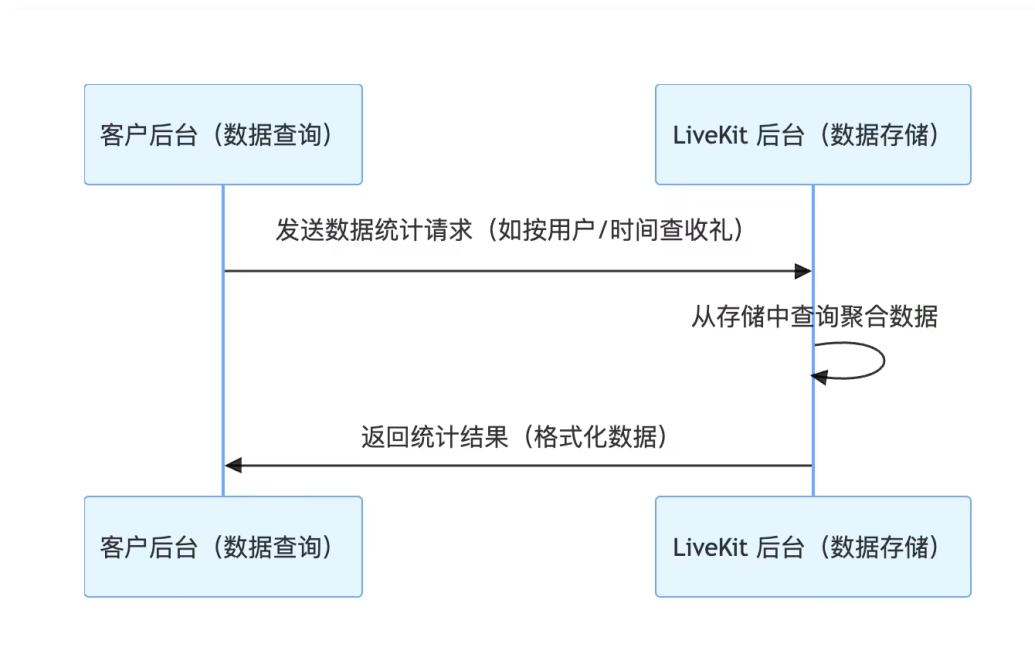 客户后台（数据查询）
LiveKit 后台（数据存储）
发送数据统计请求（如按用户/时间查收礼）
从存储中查询聚合数据
返回统计结果（格式化数据）
客户后台（数据查询）
LiveKit 后台（数据存储）